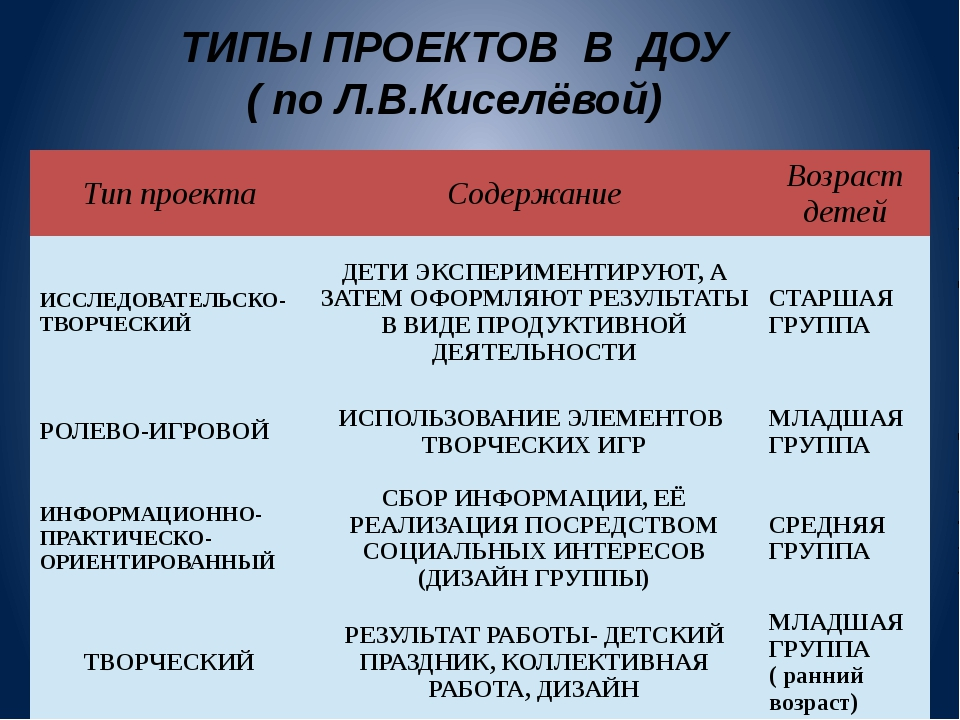 ТИПЫ ПРОЕКТОВ В ДОУ
( по Л.В.Киселёвой)
Тип проекта
Содержание
Возраст
детей
ИССЛЕДОВАТЕЛЬСКО-
ТВОРЧЕСКИЙ
ДЕТИ ЭКСПЕРИМЕНТИРУЮТ, А
ЗАТЕМ ОФОРМЛЯЮТ РЕЗУЛЬТАТЫ
В ВИДЕ ПРОДУКТИВНОЙ
ДЕЯТЕЛЬНОСТИ
СТАРШАЯ
ГРУППА
РОЛЕВО-ИГРОВОЙ
ИСПОЛЬЗОВАНИЕ ЭЛЕМЕНТОВ
ТВОРЧЕСКИХ ИГР
МЛАДШАЯ
ГРУППА
ИНФОРМАЦИОННО-
ПРАКТИЧЕСКО-
ОРИЕНТИРОВАННЫЙ
СБОР ИНФОРМАЦИИ, ЕЁ
РЕАЛИЗАЦИЯ ПОСРЕДСТВОМ
СОЦИАЛЬНЫХ ИНТЕРЕСОВ
(ДИЗАЙН ГРУППЫ)
СРЕДНЯЯ
ГРУППА
ТВОРЧЕСКИЙ
РЕЗУЛЬТАТ РАБОТЫ- ДЕТСКИЙ
ПРАЗДНИК, КОЛЛЕКТИВНАЯ
РАБОТА, ДИЗАЙН
МЛАДШАЯ
ГРУППА
( ранний
возраст)